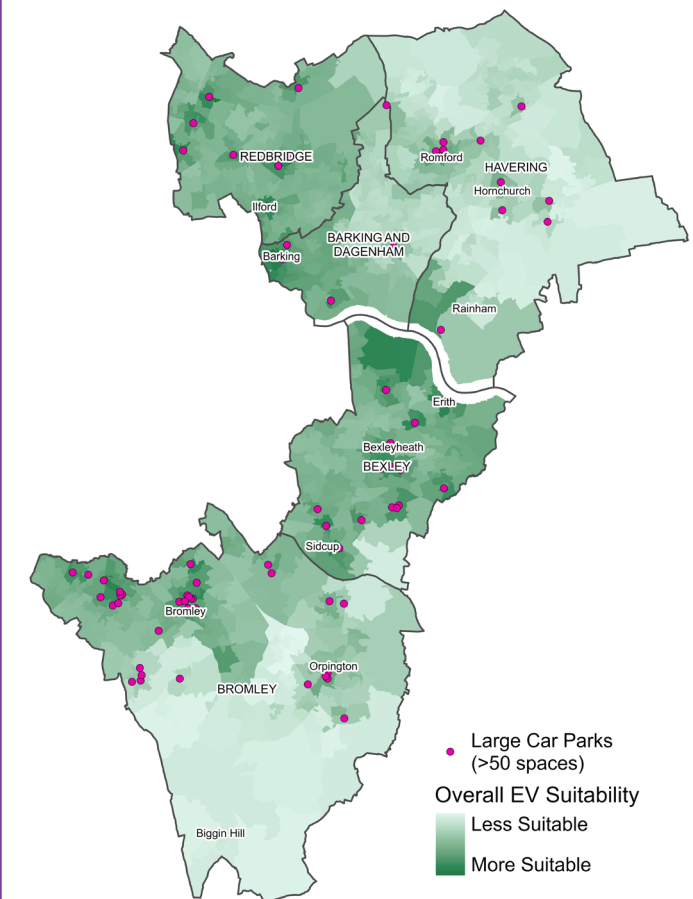 REDBRIDGE
Romford
HAVERING
Hornchurch
Ilford
BARKING AND
DAGENHAM
Barking
Rainham
Erith
Bexleyheath
BEXLEY
Sidcup
Bromley
Orpington
BROMLEY
Biggin Hill
Large Car Parks
(>50 spaces)
Overall EV Suitability
Less Suitable
More Suitable